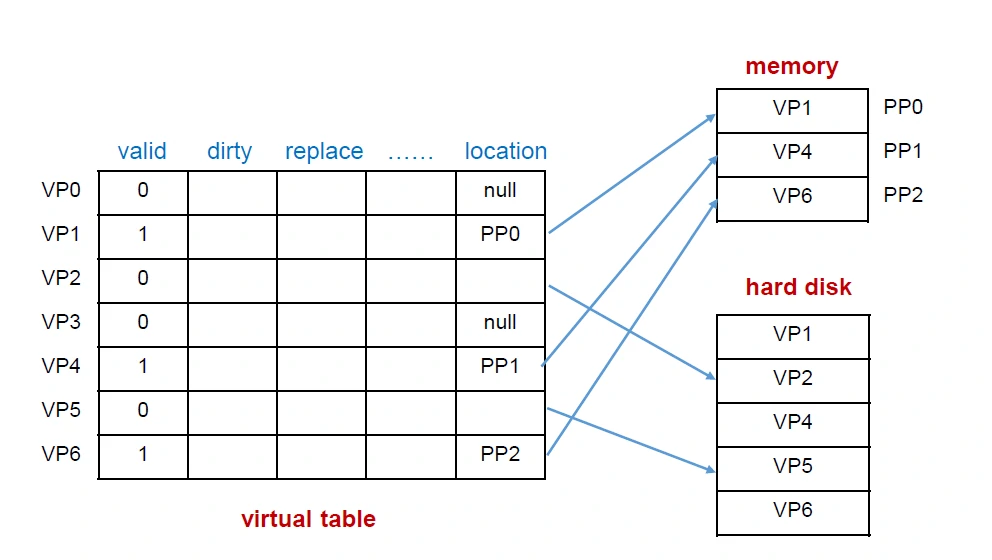 memory
VP1 PP0
VP4 PP1
VP6 PP2
valid dirty replace …… location
VP0 0 null
VP1 1 PP0
VP2 0
VP3 0 null
VP4 1 PP1
VP5 0
VP6 1 PP2
virtual table
hard disk
VP1
VP2
VP4
VP5
VP6